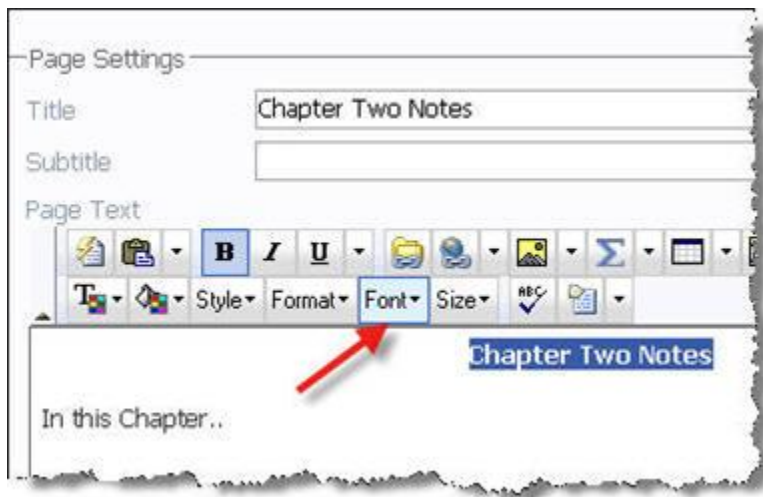 Page Settings
Title Chapter Two Notes
Subtitle
Page Text
B I U Σ
T Style Format Font Size ABC
Chapter Two Notes
In this Chapter..